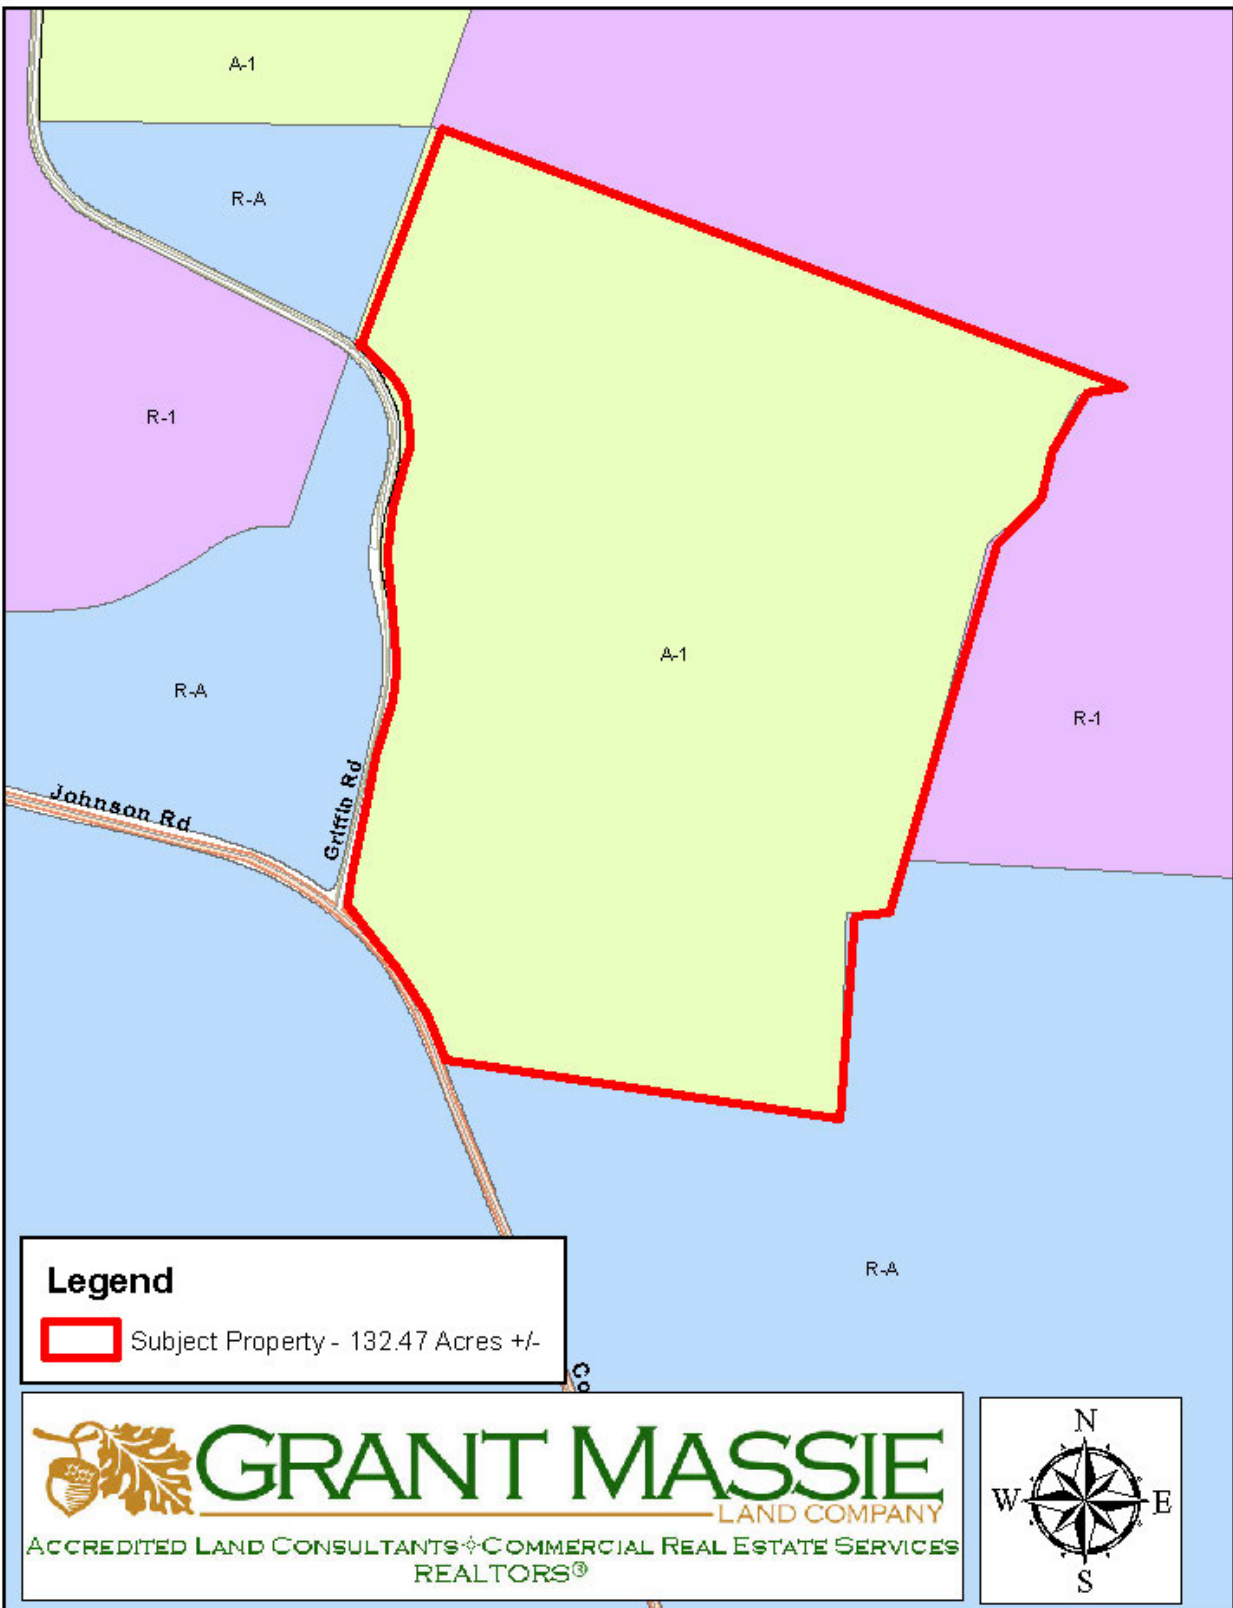 A-1
R-A
R-1
A-1
R-A
R-1
Johnson Rd
Griffin Rd
R-A
Legend
Subject Property - 132.47 Acres +/-
Co
GRANT MASSIE
LAND COMPANY
ACCREDITED LAND CONSULTANTS✧COMMERCIAL REAL ESTATE SERVICES
REALTORS®
N
W E
S